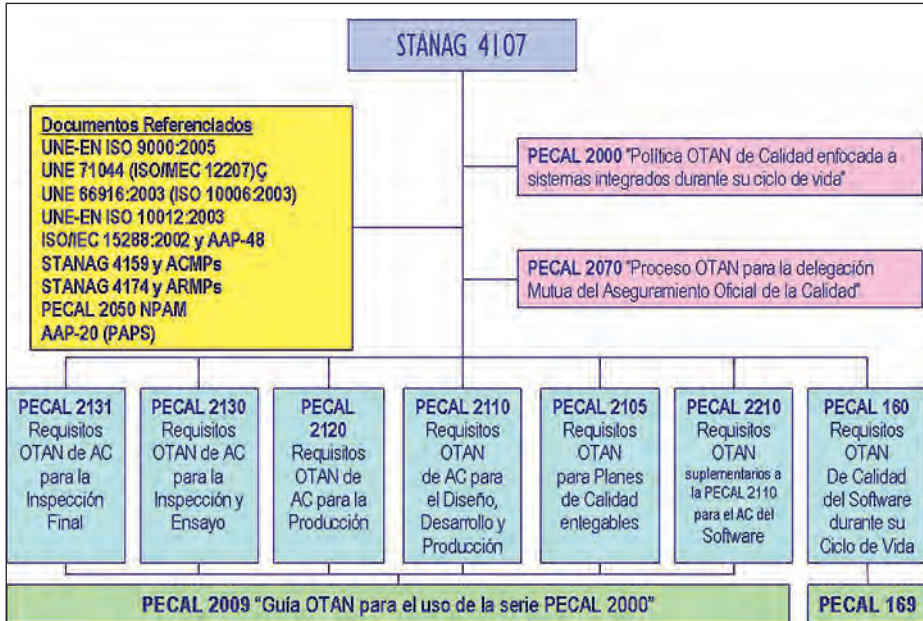 STANAG 4107
Documentos Referenciados
UNE-EN ISO 9000:2005
UNE 71044 (ISO/MEC 12207)Ç
UNE 66916:2003 (ISO 10006:2003)
UNE-EN ISO 10012:2003
ISO/IEC 15288:2002 y AAP-48
STANAG 4159 y ACMPs
STANAG 4174 y ARMPs
PECAL 2050 NPAM
AAP-20 (PAPS)
PECAL 2000 "Política OTAN de Calidad enfocada a
sistemas integrados durante su ciclo de vida"
PECAL 2070 "Proceso OTAN para la delegación
Mutua del Aseguramiento Oficial de la Calidad"
PECAL 2131
Requisitos
OTAN de AC
para la
Inspección
Final
PECAL 2130
Requisitos
OTAN de AC
para la
Inspección y
Ensayo
PECAL
2120
Requisitos
OTAN de
AC para la
Producción
PECAL 2110
Requisitos
OTAN
de AC para
el Diseño,
Desarrollo y
Producción
PECAL 2105
Requisitos
OTAN
para Planes
de Calidad
entegables
PECAL 2210
Requisitos
OTAN
suplementarios a
la PECAL 2110
para el AC del
Software
PECAL 160
Requisitos
OTAN
De Calidad
del Software
durante su
Ciclo de Vida
PECAL 2009 "Guía OTAN para el uso de la serie PECAL 2000"
PECAL 169